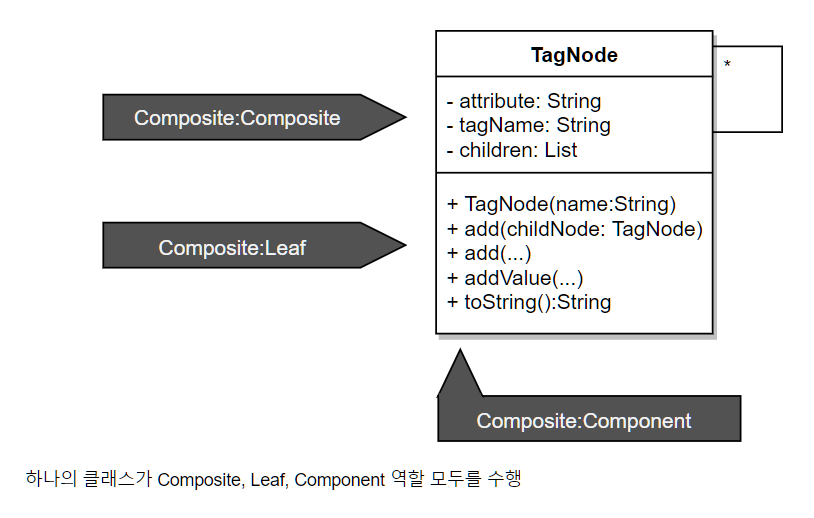 TagNode
*
- attribute: String
- tagName: String
- children: List
+ TagNode(name:String)
+ add(childNode: TagNode)
+ add(...)
+ addValue(...)
+ toString():String
Composite:Composite
Composite:Leaf
Composite:Component
하나의 클래스가 Composite, Leaf, Component 역할 모두를 수행